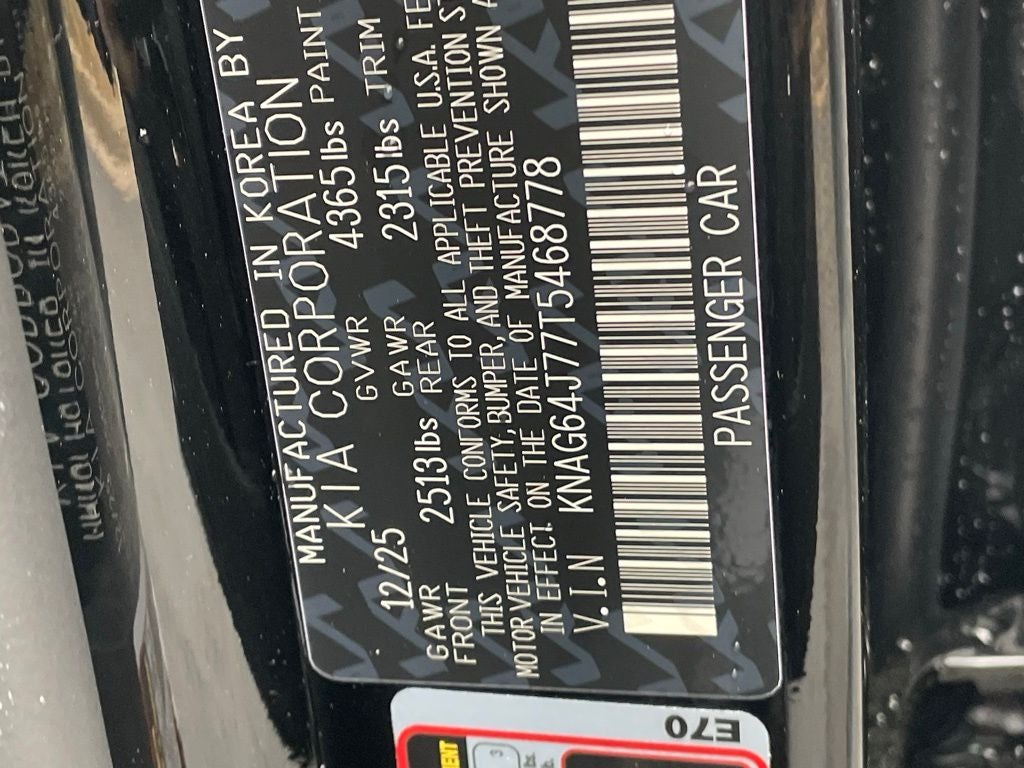 MANUFACTURED IN KOREA BY
KIA CORPORATION
12/25 GVWR 4365lbs PAINT
GAWR FRONT 2513lbs GAWR REAR 2315lbs TRIM
THIS VEHICLE CONFORMS TO ALL APPLICABLE U.S.A. FE
MOTOR VEHICLE SAFETY, BUMPER, AND THEFT PREVENTION ST
IN EFFECT ON THE DATE OF MANUFACTURE SHOWN A
V.I.N KNAG64J77T5468778
PASSENGER CAR
E70
3